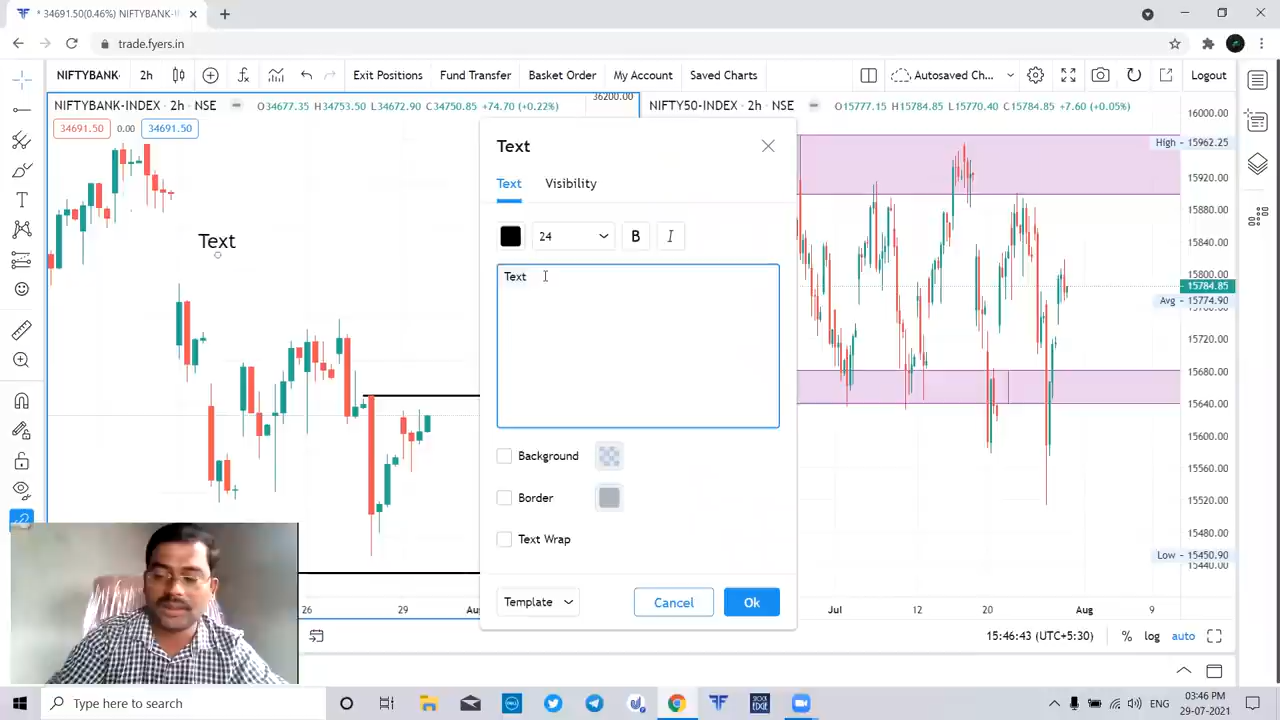 * 34691.50(0.46%) NIFTYBANK-I
trade.fyers.in
NIFTYBANK- 2h Exit Positions Fund Transfer Basket Order My Account Saved Charts Autosaved Ch... Logout
NIFTYBANK-INDEX • 2h • NSE O34677.35 H34753.50 L34672.90 C34750.85 +74.70 (+0.22%)
36200.00
34691.50 0.00 34691.50
NIFTY50-INDEX • 2h • NSE O15777.15 H15784.85 L15770.40 C15784.85 +7.60 (+0.05%)
Text
Text
Text Visibility
24 B I
Text
Background
Border
Text Wrap
Template Cancel Ok
16000.00
High - 15962.25
15920.00
15880.00
15840.00
15800.00
15784.85
Avg - 15774.90
15720.00
15680.00
15640.00
15600.00
15560.00
15520.00
15480.00
Low - 15450.90
15440.00
26 29 Au
Jul 12 20 Aug 9
15:46:43 (UTC+5:30) % log auto
Type here to search
DELL
STOCK EDGE
ENG
03:46 PM
29-07-2021